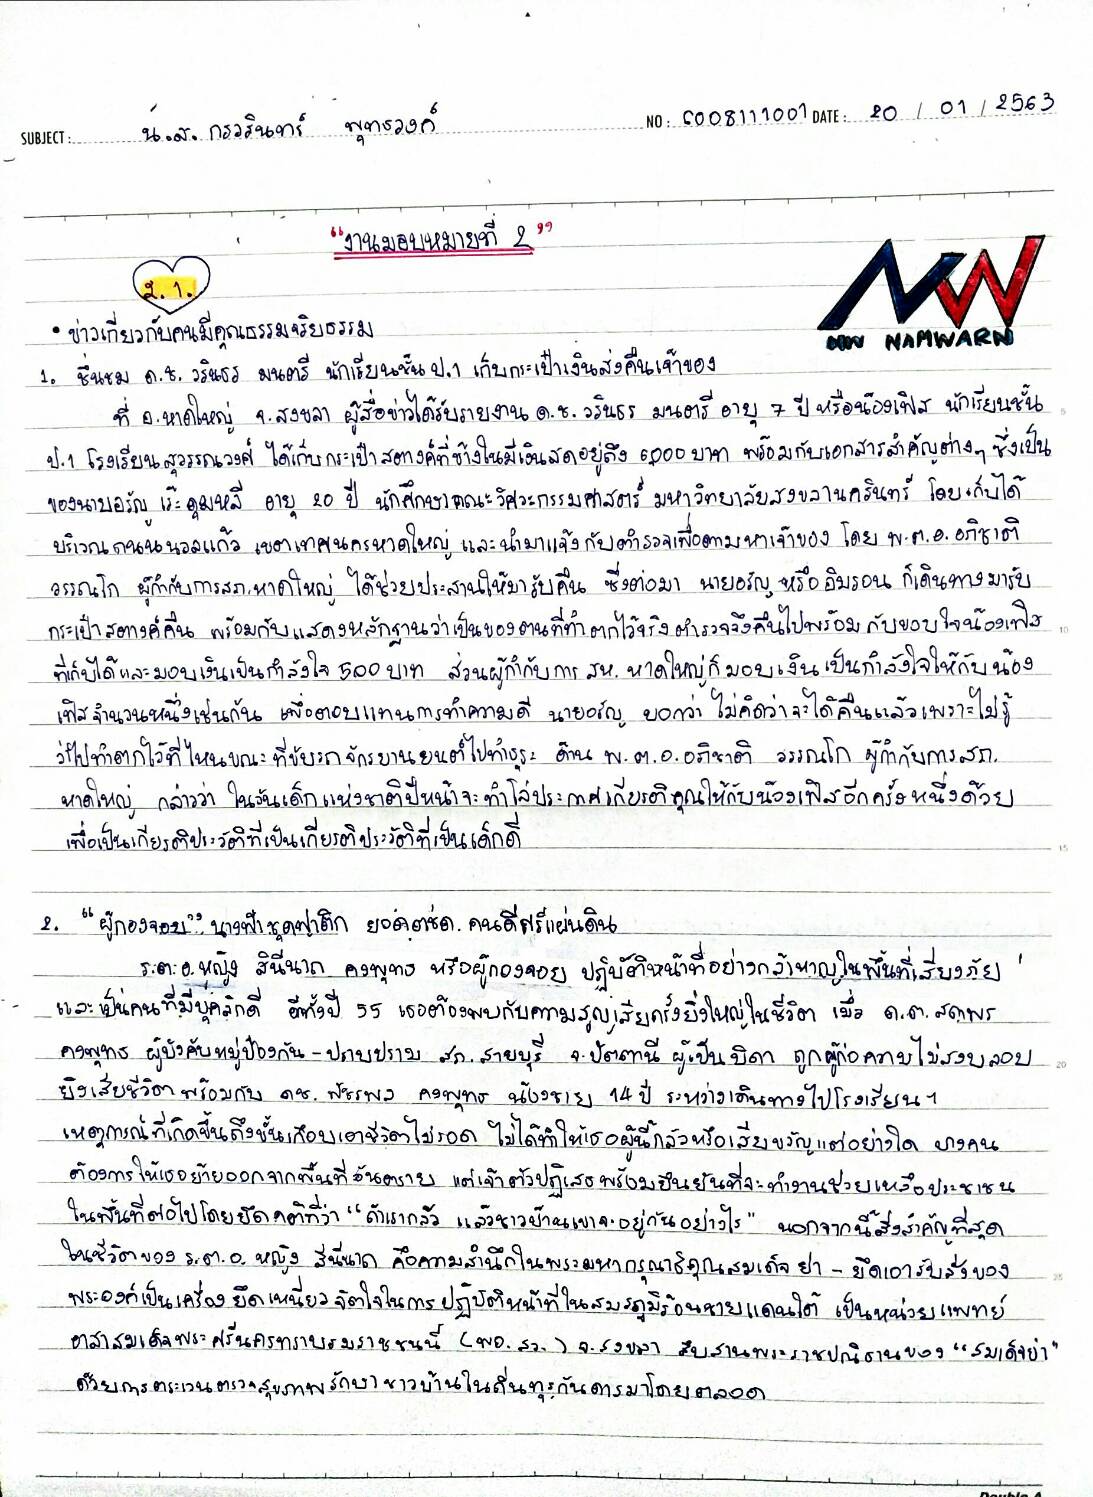 SUBJECT: น.ส. กรวรินทร์ พุทธวงค์ NO: 6008111001 DATE: 20 / 01 / 2563
“งานมอบหมายที่ 2”
2.1.
NW NAMWARN
• ข่าวเกี่ยวกับคนมีคุณธรรมจริยธรรม
1. ชื่นชม ด.ช. วรินธร มนตรี นักเรียนชั้น ป.1 เก็บกระเป๋าเงินส่งคืนเจ้าของ
ที่ อ.หาดใหญ่ จ.สงขลา ผู้สื่อข่าวได้รับรายงาน ด.ช. วรินธร มนตรี อายุ 7 ปี หรือน้องเฟิส นักเรียนชั้น
ป.1 โรงเรียนสุวรรณวงศ์ ได้เก็บกระเป๋าสตางค์ที่ข้างในมีเงินสดอยู่ถึง 6,000 บาท พร้อมกับเอกสารสำคัญต่างๆ ซึ่งเป็น
ของนายอรัญ เร๊ะดุมหลี อายุ 20 ปี นักศึกษาคณะวิศวะกรรมศาสตร์ มหาวิทยาลัยสงขลานครินทร์ โดยเก็บได้
บริเวณถนนนวลแก้ว เขตเทศนครหาดใหญ่ และนำมาแจ้งกับตำรวจเพื่อตามหาเจ้าของ โดย พ.ต.อ. อภิชาติ
วรรณโก ผู้กำกับการสภ.หาดใหญ่ ได้ช่วยประสานให้มารับคืน ซึ่งต่อมา นายอรัญ หรืออิมรอน ก็เดินทางมารับ
กระเป๋าสตางค์คืน พร้อมกับแสดงหลักฐานว่าเป็นของตนที่ทำตกไว้จริง ตำรวจจึงคืนไปพร้อมกับขอบใจน้องเฟิส
ที่เก็บได้และมอบเงินเป็นกำลังใจ 500 บาท ส่วนผู้กำกับการ สห. หาดใหญ่ก็มอบเงินเป็นกำลังใจให้กับน้อง
เฟิสจำนวนหนึ่งเช่นกัน เพื่อตอบแทนการทำความดี นายอรัญ บอกว่า ไม่คิดว่าจะได้คืนแล้วเพราะไม่รู้
ว่าไปทำตกไว้ที่ไหนขณะที่ขับรถจักรยานยนต์ไปทำธุระ ด้าน พ.ต.อ. อภิชาติ วรรณโก ผู้กำกับการสภ.
หาดใหญ่ กล่าวว่า ในวันเด็กแห่งชาติปีหน้าจะทำโล่ประกาศเกียรติคุณให้กับน้องเฟิสอีกครั้งหนึ่งด้วย
เพื่อเป็นเกียรติประวัติที่เป็นเกียรติประวัติที่เป็นเด็กดี
2. “ผู้กองจอย” นางฟ้าชุดฟาติก ยอดตชด. คนดีศรีแผ่นดิน
ร.ต.อ.หญิง สินีนาถ คงพุทธ หรือผู้กองจอย ปฏิบัติหน้าที่อย่างกล้าหาญในพื้นที่เสี่ยงภัย
และเป็นคนที่มีบุคลิกดี อีกทั้งปี 55 เธอต้องพบกับความสูญเสียครั้งยิ่งใหญ่ในชีวิต เมื่อ ด.ต. สถาพร
คงพุทธ ผู้บังคับหมู่ป้องกัน - ปราบปราม สภ. สายบุรี จ.ปัตตานี ผู้เป็นบิดา ถูกผู้ก่อความไม่สงบลอบ
ยิงเสียชีวิตพร้อมกับ ดช. พัชรพล คงพุทธ น้องชาย 14 ปี ระหว่างเดินทางไปโรงเรียนฯ
เหตุการณ์ที่เกิดขึ้นถึงขั้นเกือบเอาชีวิตไม่รอด ไม่ได้ทำให้เธอผู้นี้กลัวหรือเสียขวัญแต่อย่างใด บางคน
ต้องการให้เธอย้ายออกจากพื้นที่อันตราย แต่เจ้าตัวปฏิเสธพร้อมยืนยันที่จะทำงานช่วยเหลือประชาชน
ในพื้นที่ต่อไปโดยยึดคติที่ว่า “ถ้าเรากลัว แล้วชาวบ้านเขาจะอยู่กันอย่างไร” นอกจากนี้สิ่งสำคัญที่สุด
ในชีวิตของ ร.ต.อ. หญิง สินีนาถ คือความสำนึกในพระมหากรุณาธิคุณสมเด็จย่า - ยึดเอารับสั่งของ
พระองค์เป็นเครื่องยึดเหนี่ยวจิตใจในการปฏิบัติหน้าที่ในสมรภูมิร้อนชายแดนใต้ เป็นหน่วยแพทย์
อาสาสมเด็จพระศรีนครินทราบรมราชชนนี (พอ.สว.) จ.สงขลา สืบสานพระราชปณิธานของ “สมเด็จย่า”
ด้วยการตระเวนตรวจสุขภาพรักษาชาวบ้านในถิ่นทุรกันดารมาโดยตลอด
Double A